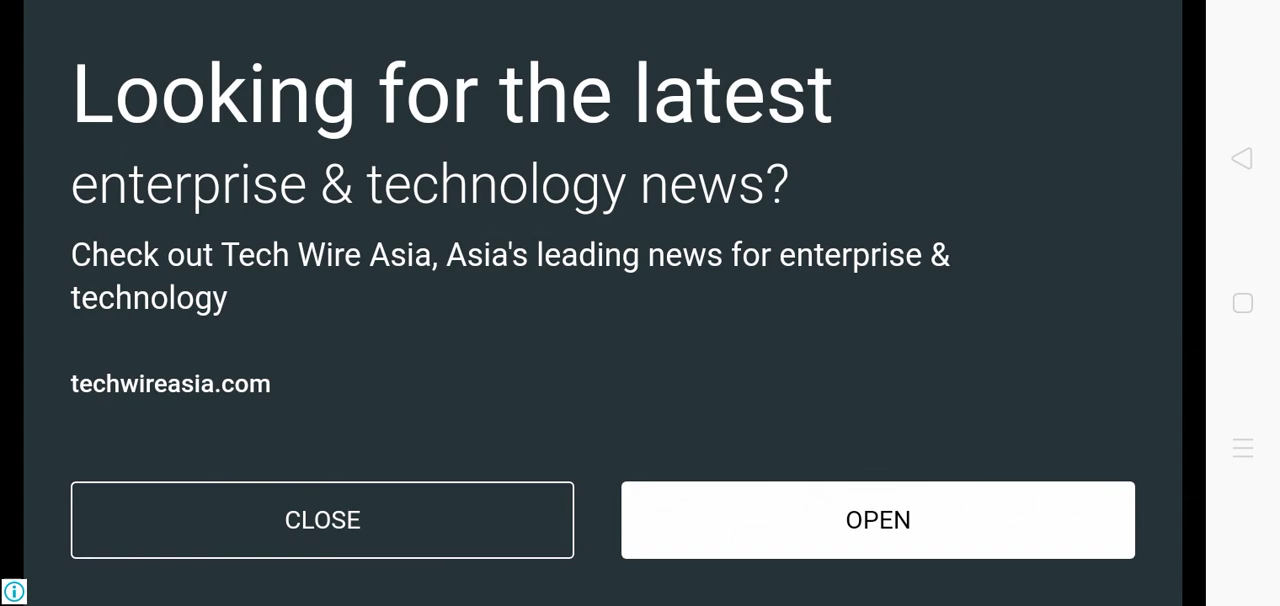 Looking for the latest
enterprise & technology news?
Check out Tech Wire Asia, Asia's leading news for enterprise &
technology
techwireasia.com
CLOSE
OPEN